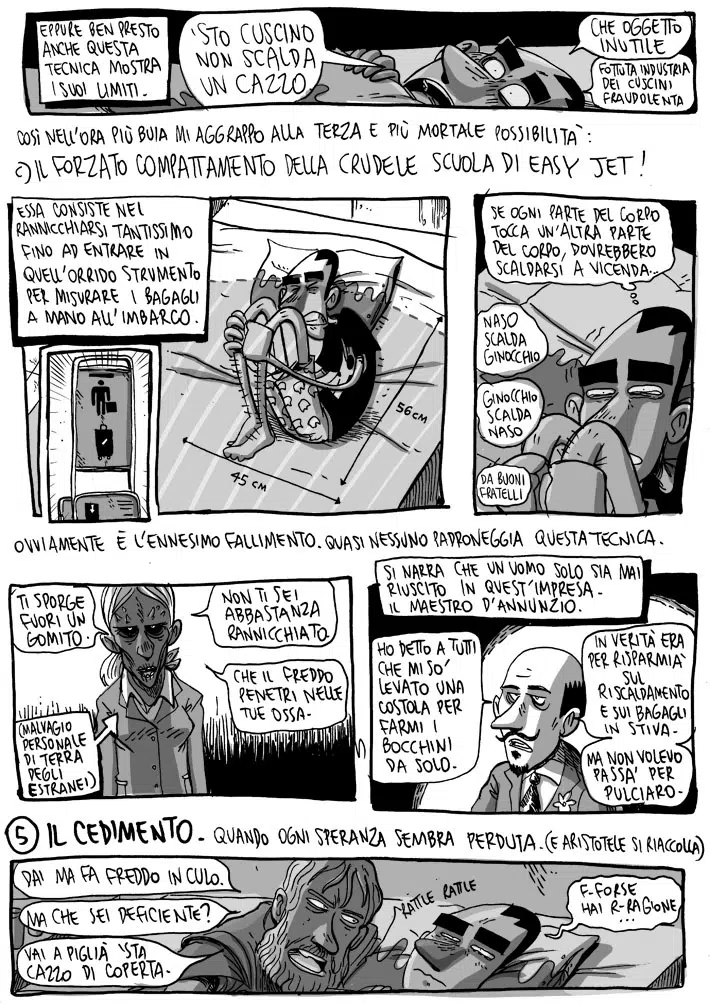 EPPURE BEN PRESTO
ANCHE QUESTA
TECNICA MOSTRA
I SUOI LIMITI.
'STO CUSCINO
NON SCALDA
UN CAZZO.
CHE OGGETTO
INUTILE
FOTTUTA INDUSTRIA
DEI CUSCINI
FRAUDOLENTA
COSÌ NELL'ORA PIÙ BUIA MI AGGRAPPO ALLA TERZA E PIÙ MORTALE POSSIBILITÀ:
C) IL FORZATO COMPATTAMENTO DELLA CRUDELE SCUOLA DI EASY JET!
ESSA CONSISTE NEL
RANNICCHIARSI TANTISSIMO
FINO AD ENTRARE IN
QUELL'ORRIDO STRUMENTO
PER MISURARE I BAGAGLI
A MANO ALL'IMBARCO.
56 CM
45 CM
SE OGNI PARTE DEL CORPO
TOCCA UN'ALTRA PARTE
DEL CORPO, DOVREBBERO
SCALDARSI A VICENDA...
NASO
SCALDA
GINOCCHIO
GINOCCHIO
SCALDA
NASO
DA BUONI
FRATELLI
OVVIAMENTE È L'ENNESIMO FALLIMENTO. QUASI NESSUNO PADRONEGGIA QUESTA TECNICA.
TI SPORGE
FUORI UN
GOMITO.
NON TI SEI
ABBASTANZA
RANNICCHIATO.
CHE IL FREDDO
PENETRI NELLE
TUE OSSA.
(MALVAGIO
PERSONALE
DI TERRA
DEGLI
ESTRANEI)
SI NARRA CHE UN UOMO SOLO SIA MAI
RIUSCITO IN QUEST'IMPRESA.
IL MAESTRO D'ANNUNZIO.
HO DETTO A TUTTI
CHE MI SO'
LEVATO UNA
COSTOLA PER
FARMI I
BOCCHINI
DA SOLO.
IN VERITÀ ERA
PER RISPARMIÀ
SUL
RISCALDAMENTO
E SUI BAGAGLI
IN STIVA.
MA NON VOLEVO
PASSA' PER
PULCIARO.
5 IL CEDIMENTO. QUANDO OGNI SPERANZA SEMBRA PERDUTA. (E ARISTOTELE SI RIACCOLLA)
DAI MA FA FREDDO IN CULO.
MA CHE SEI DEFICIENTE?
VAI A PIGLIÀ 'STA
CAZZO DI COPERTA.
RATTLE RATTLE
F-FORSE
HAI R-RAGIONE...